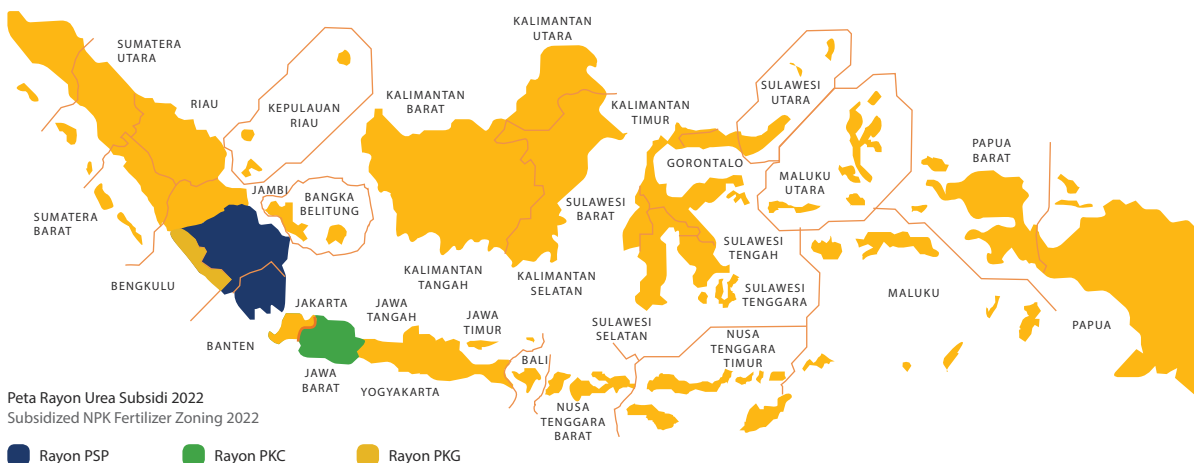 SUMATERA
UTARA
RIAU
KEPULAUAN
RIAU
KALIMANTAN
BARAT
KALIMANTAN
UTARA
KALIMANTAN
TIMUR
SULAWESI
UTARA
GORONTALO
MALUKU
UTARA
PAPUA
BARAT
SUMATERA
BARAT
JAMBI
BANGKA
BELITUNG
SULAWESI
BARAT
SULAWESI
TENGAH
BENGKULU
KALIMANTAN
TANGAH
KALIMANTAN
SELATAN
SULAWESI
TENGGARA
MALUKU
PAPUA
BANTEN
JAKARTA
JAWA
TANGAH
JAWA
TIMUR
SULAWESI
SELATAN
NUSA
TENGGARA
TIMUR
JAWA
BARAT
YOGYAKARTA
BALI
NUSA
TENGGARA
BARAT
Peta Rayon Urea Subsidi 2022
Subsidized NPK Fertilizer Zoning 2022
Rayon PSP
Rayon PKC
Rayon PKG